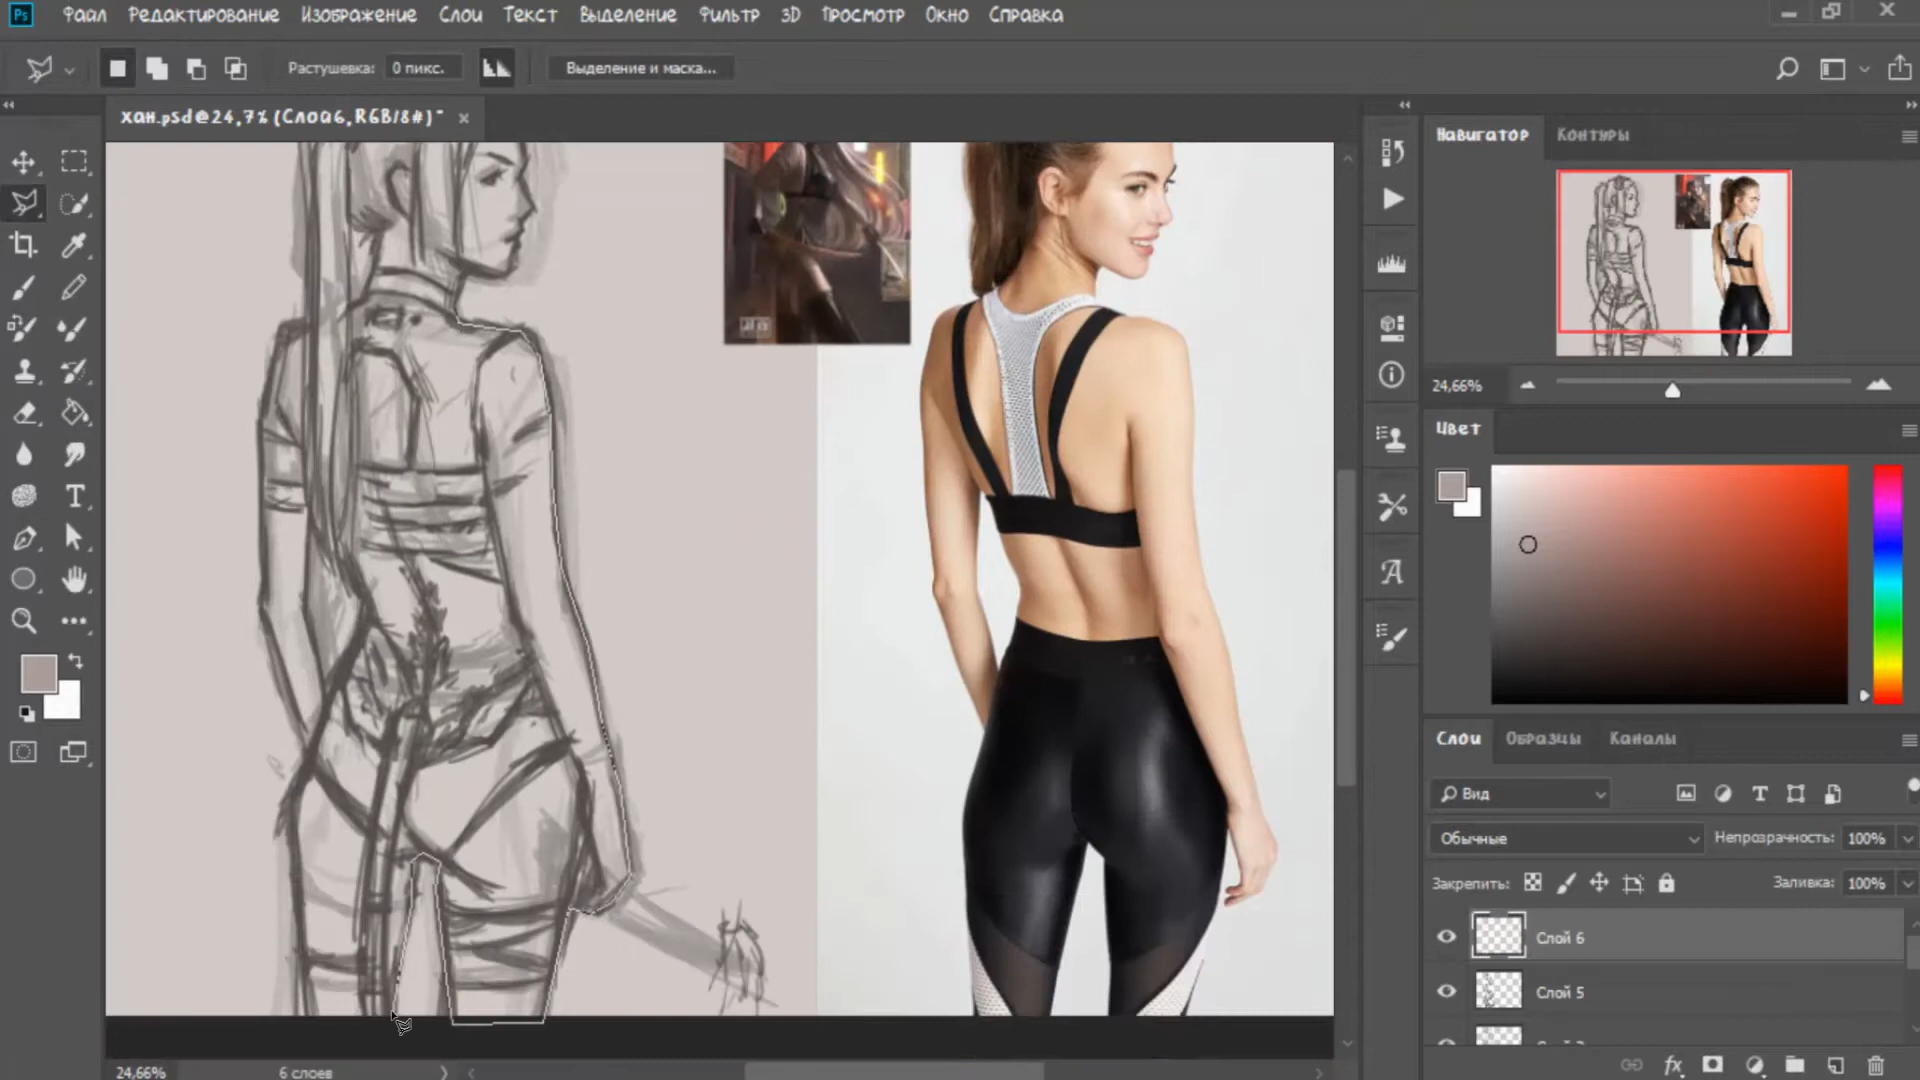 Ps Файл Редактирование Изображение Слои Текст Выделение Фильтр 3D Просмотр Окно Справка
Растушевка: 0 пикс. Выделение и маска...
хан.psd @ 24,7% (Слой 6, RGB/8#) * ×
Навигатор Контуры
24,66%
Цвет
Слои Образцы Каналы
Вид
Обычные Непрозрачность: 100%
Закрепить: Заливка: 100%
Слой 6
Слой 5
fx
24,66% 6 слоев